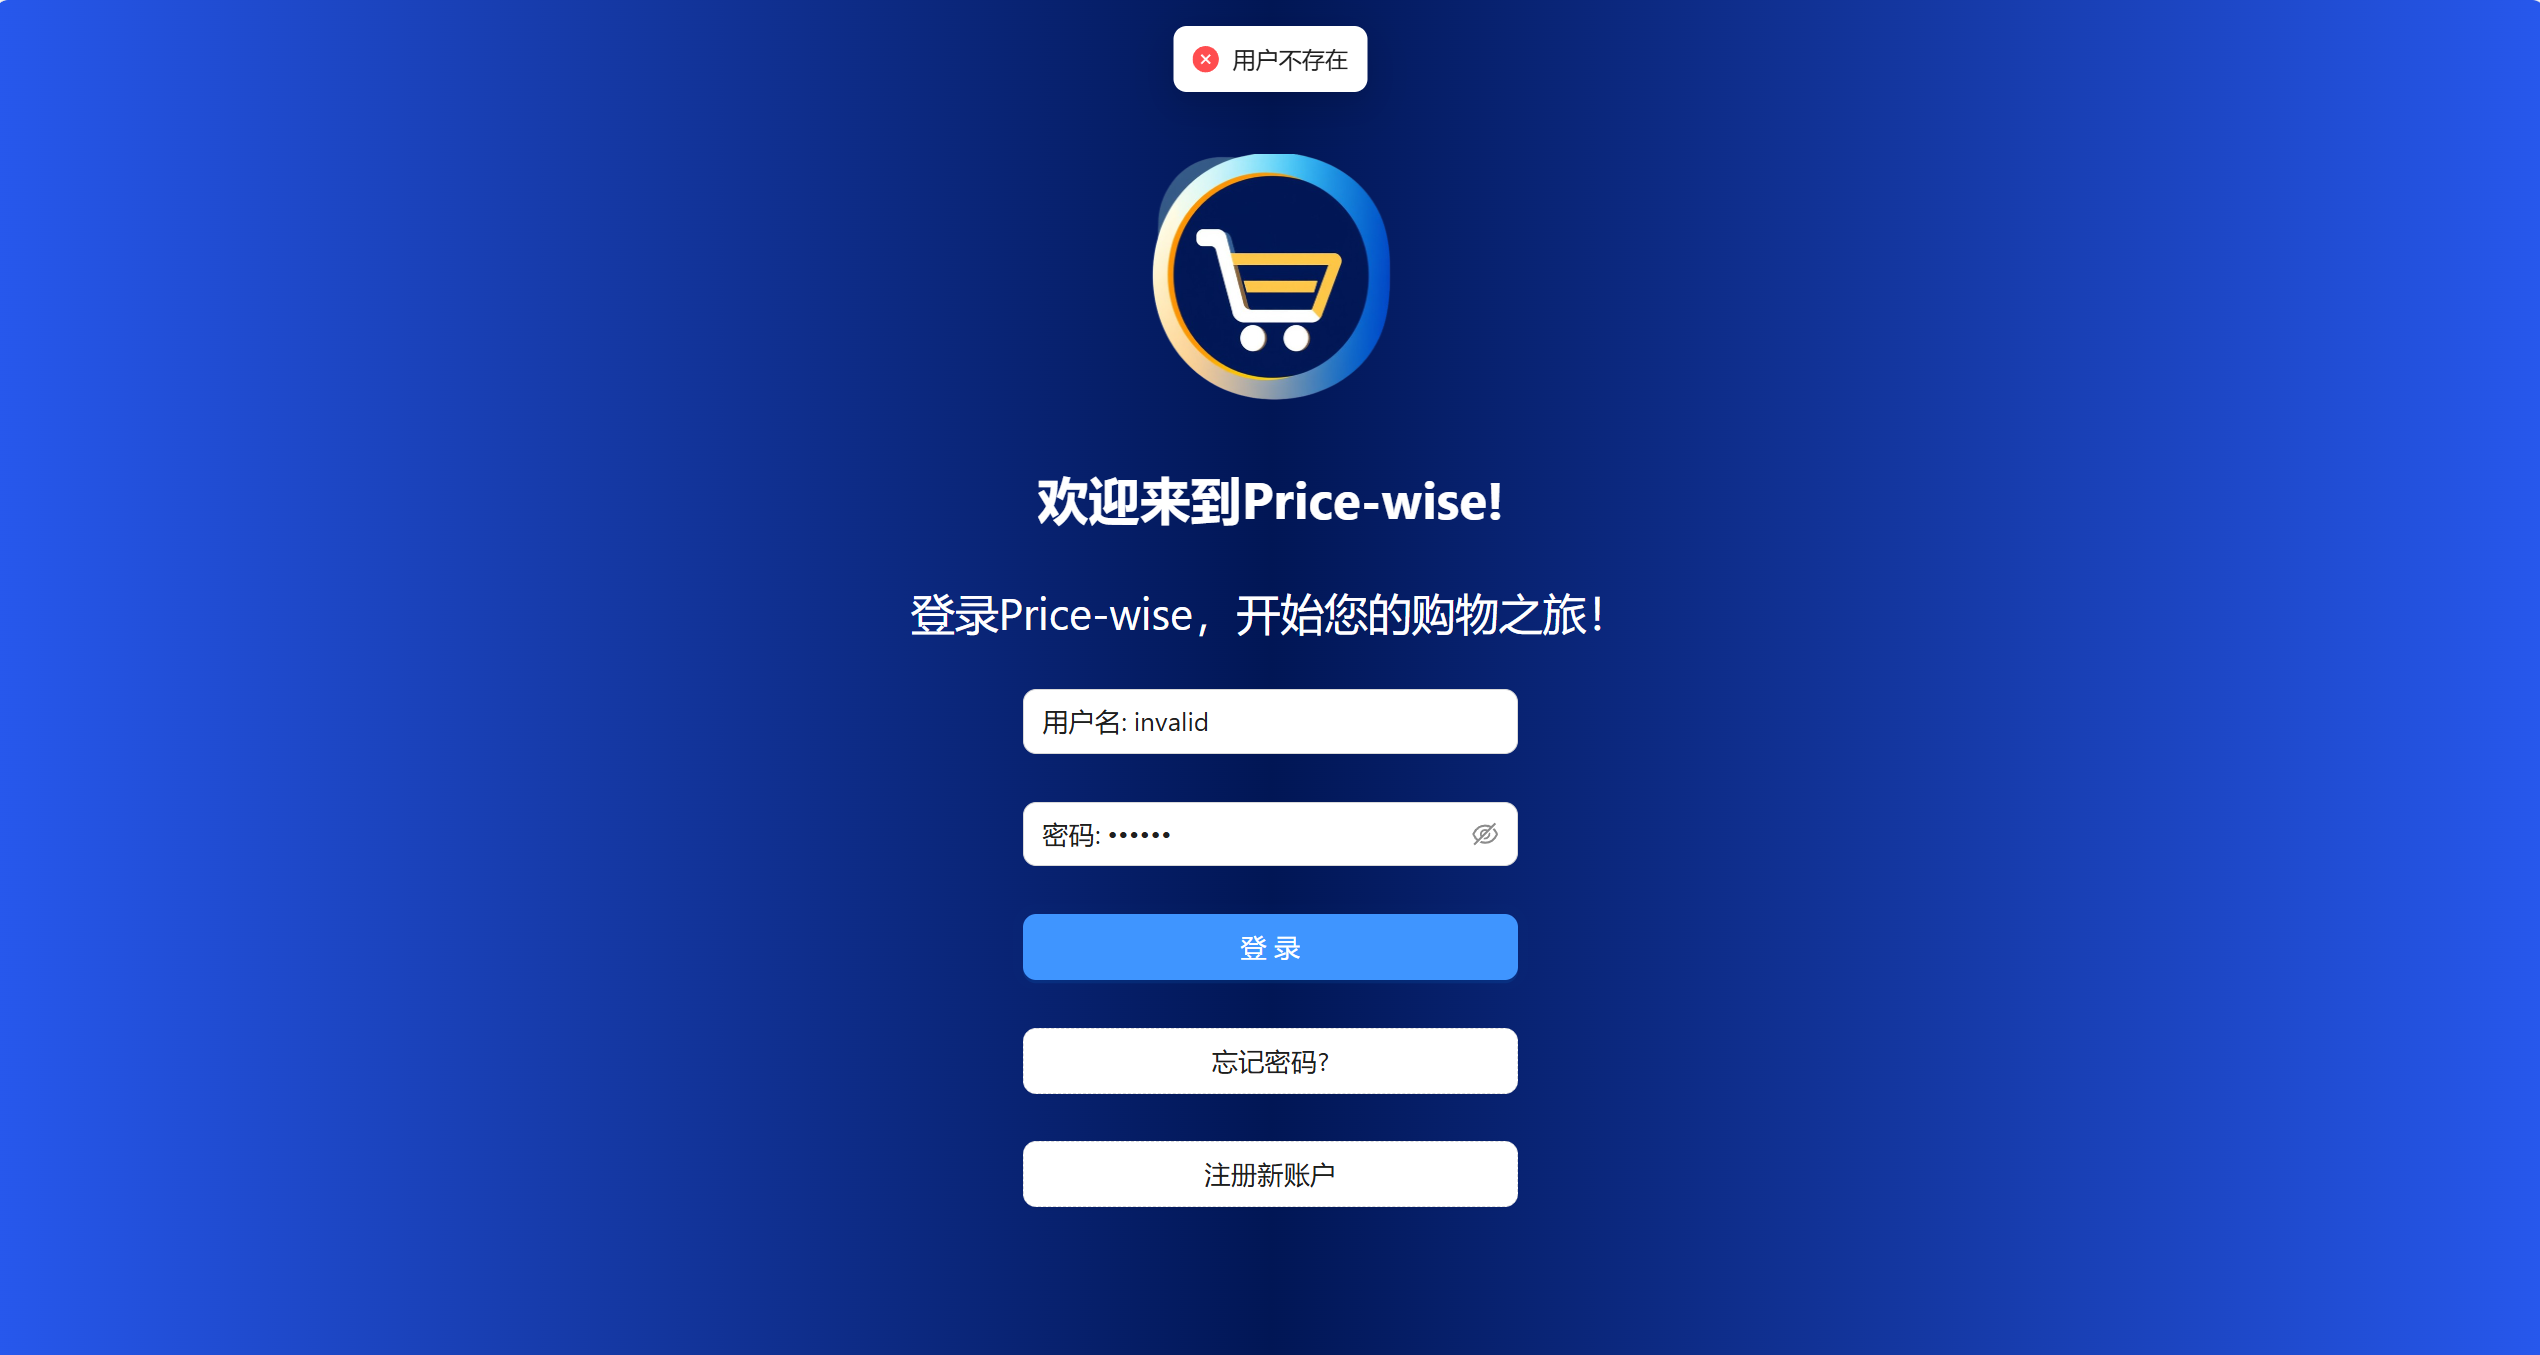 用户不存在
欢迎来到Price-wise!
登录Price-wise，开始您的购物之旅！
用户名: invalid
密码: ••••••
登 录
忘记密码?
注册新账户